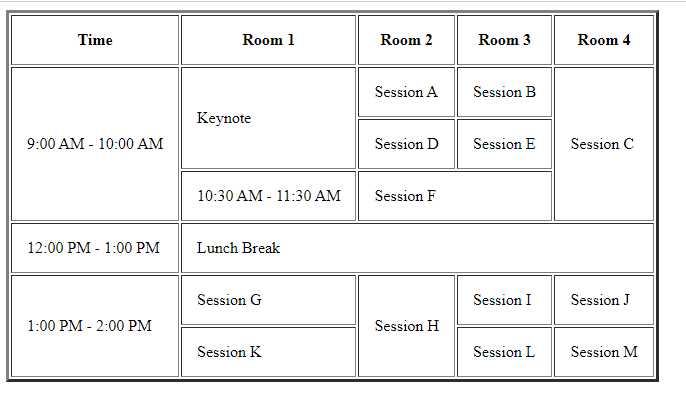 Time Room 1 Room 2 Room 3 Room 4
9:00 AM - 10:00 AM Keynote Session A Session B Session C
Session D Session E
10:30 AM - 11:30 AM Session F
12:00 PM - 1:00 PM Lunch Break
1:00 PM - 2:00 PM Session G Session H Session I Session J
Session K Session L Session M